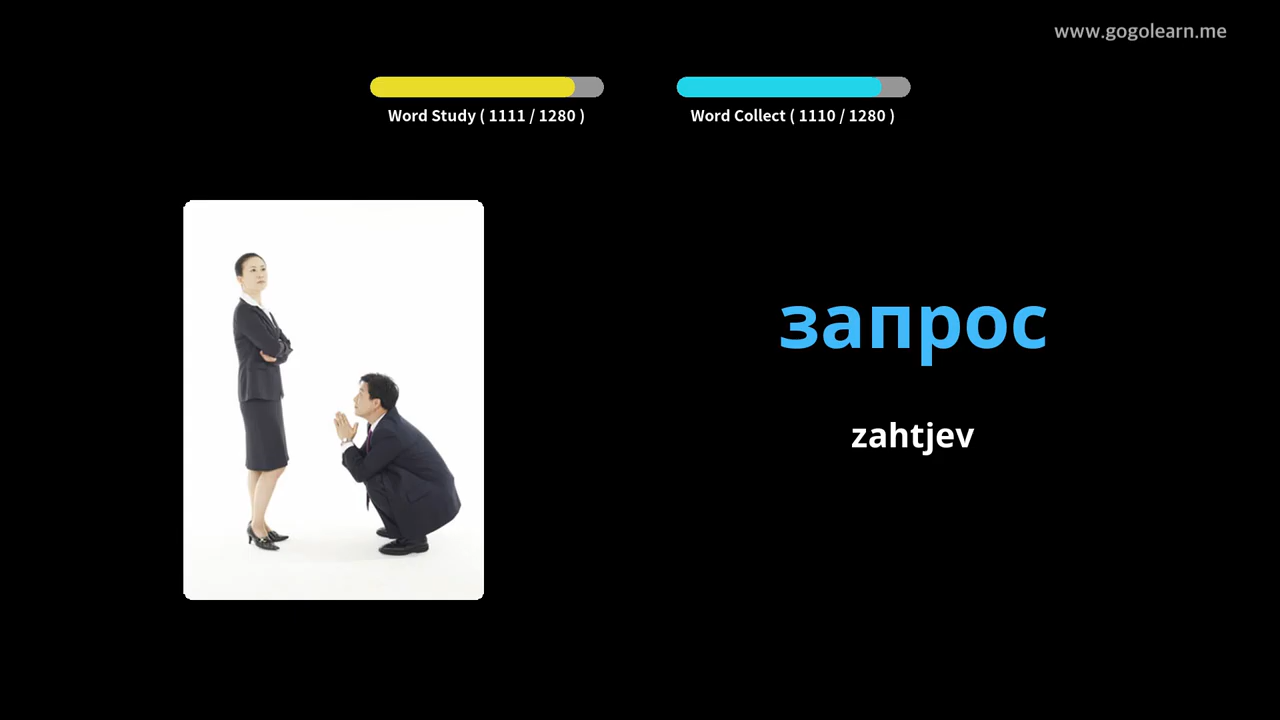 www.gogolearn.me
Word Study ( 1111 / 1280 )
Word Collect ( 1110 / 1280 )
запрос
zahtjev